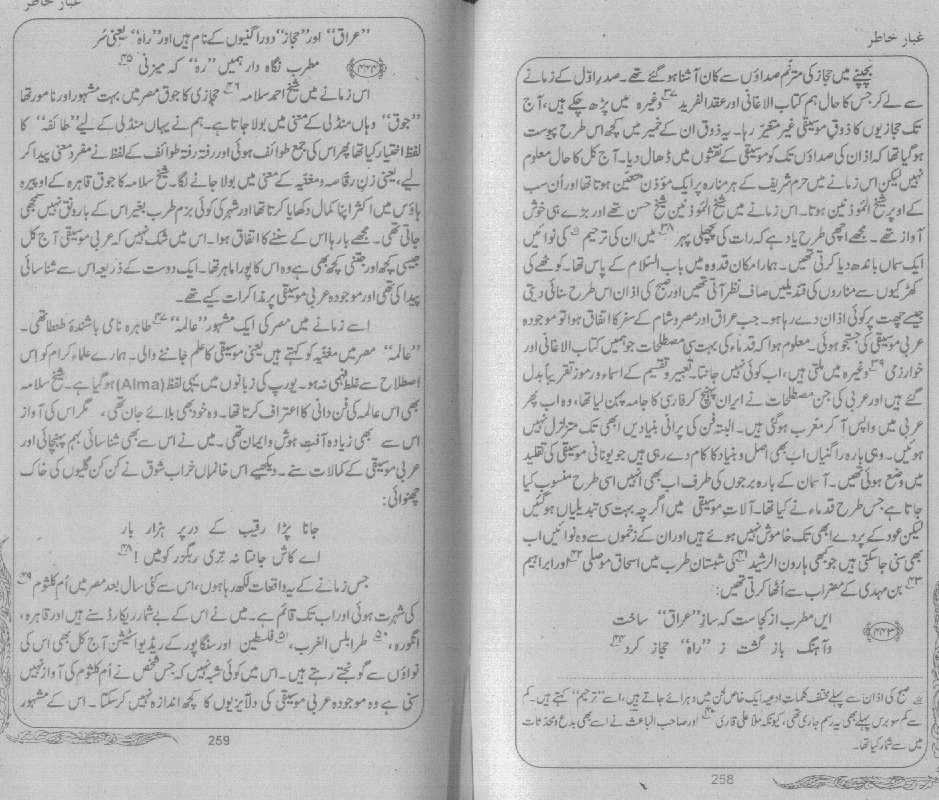 غبار خاطر
بچپنے میں حجاز کی مترنم صداؤں سے کان آشنا ہو گئے تھے۔ صدرِ اوّل کے زمانے
سے لے کر جس کا حال ہم کتاب الاغانی اور عقد الفرید ۳۷ وغیرہ میں پڑھ چکے ہیں، آج
تک حجازیوں کا ذوقِ موسیقی غیر متغیر رہا۔ یہ ذوق ان کے خمیر میں کچھ اس طرح پیوست
ہو گیا تھا کہ اذان کی صداؤں تک کو موسیقی کے نقشوں میں ڈھال دیا۔ آج کل کا حال معلوم
نہیں لیکن اس زمانے میں حرم شریف کے ہر منارہ پر ایک مؤذن متعین ہوتا تھا اور اُن سب
کے اوپر شیخ المؤذنین ہوتا۔ اس زمانے میں شیخ المؤذنین شیخ حسن تھے اور بڑے ہی خوش
آواز تھے۔ مجھے اچھی طرح یاد ہے کہ رات کی پچھلی پہر ۳۸ میں ان کی ترحیم کی نوائیں
ایک سماں باندھ دیا کرتی تھیں۔ ہمارا مکان قدوہ میں باب السّلام کے پاس تھا۔ کوٹھے کی
کھڑکیوں سے مناروں کی قندیلیں صاف نظر آتی تھیں اور صبح کی اذان اس طرح سنائی دیتی
جیسے چھت پر کوئی اذان دے رہا ہو۔ جب عراق اور مصر و شام کے سفر کا اتفاق ہوا تو موجودہ
عربی موسیقی کی جستجو ہوئی۔ معلوم ہوا کہ قدماء کی بہت سی مصطلحات جو ہمیں کتاب الاغانی اور
خوارزمی ۳۹ وغیرہ میں ملتی ہیں، اب کوئی نہیں جانتا۔ تعبیر و تقسیم کے اسماء و رموز تقریباً بدل
گئے ہیں اور عربی کی جن مصطلحات نے ایران پہنچ کر فارسی کا جامہ پہن لیا تھا، وہ اب پھر
عربی میں واپس آ کر معرب ہو گئی ہیں۔ البتہ فن کی پرانی بنیادیں ابھی تک متزلزل نہیں
ہوئیں۔ وہی بارہ راگنیاں اب بھی اصل و بنیاد کا کام دے رہی ہیں جو یونانی موسیقی کی تقلید
میں وضع ہوئی تھیں۔ آسمان کے بارہ برجوں کی طرف اب بھی انہیں اسی طرح منسوب کیا
جاتا ہے جس طرح قدماء نے کیا تھا۔ آلاتِ موسیقی میں اگرچہ بہت سی تبدیلیاں ہو گئیں
لیکن عود کے پردے ابھی تک خاموش نہیں ہوئے ہیں اور ان کے زخموں سے وہ نوائیں اب
بھی سنی جا سکتی ہیں جو کبھی ہارون الرشید ۴۱ کی شبستانِ طرب میں اسحاق موصلی ۴۲ اور ابراہیم
بن مہدی ۴۳ کے مضراب سے اُٹھا کرتی تھیں:
ایں مطرب از کجاست کہ سازِ ’’عراق‘‘ ساخت
﴿۴۴۳﴾
و آہنگ باز گشت ز ’’راہ‘‘ حجاز کرد ۴۴
صبح کی اذان سے پہلے مختلف کلماتِ ادعیہ ایک خاص لحن میں دہرائے جاتے ہیں، اسے ’’ترحیم‘‘ کہتے ہیں۔ کم
سے کم سو برس پہلے بھی یہ رسم جاری تھی، کیونکہ ملا علی قاری ۴۰ اور صاحب الباعث نے اسے بھی بدع و محدثات
میں سے شمار کیا تھا۔
258
غبار خاطر
’’عراق‘‘ اور ’’حجاز‘‘ دو راگنیوں کے نام ہیں اور ’’راہ‘‘ یعنی سُر
مطرب نگاہ دار ہمیں ’’رہ‘‘ کہ میزنی ۴۵
﴿۴۴۴﴾
اس زمانے میں شیخ احمد سلامہ ۴۶ حجازی کا جوق مصر میں بہت مشہور اور نامور تھا
’’جوق‘‘ وہاں منڈلی کے معنی میں بولا جاتا ہے۔ ہم نے یہاں منڈلی کے لیے ’’طائفہ‘‘ کا
لفظ اختیار کیا تھا پھر اس کی جمع طوائف ہوئی اور رفتہ رفتہ طوائف کے لفظ نے مفرد معنی پیدا کر
لیے، یعنی زنِ رقاصہ و مغنیہ کے معنی میں بولا جانے لگا۔ شیخ سلامہ کا جوق قاہرہ کے اوپیرہ
ہاؤس میں اکثر اپنا کمال دکھایا کرتا تھا اور شہر کی کوئی بزمِ طرب بغیر اس کے بارونق نہیں سمجھی
جاتی تھی۔ مجھے بارہا اس کے سننے کا اتفاق ہوا۔ اس میں شک نہیں کہ عربی موسیقی آج کل
جیسی کچھ اور جتنی کچھ بھی ہے وہ اس کا پورا ماہر تھا۔ ایک دوست کے ذریعہ اس سے شناسائی
پیدا کی تھی اور موجودہ عربی موسیقی پر مذاکرات کیے تھے۔
اسے زمانے میں مصر کی ایک مشہور ’’عالمہ‘‘ ۴۷ طاہرہ نامی باشندۂ طنطا تھی۔
’’عالمہ‘‘ مصر میں مغنیہ کو کہتے ہیں یعنی موسیقی کا علم جاننے والی۔ ہمارے علماء کرام کو اس
اصطلاح سے غلط فہمی نہ ہو۔ یورپ کی زبانوں میں یہی لفظ (Alma) ہو گیا ہے۔ شیخ سلامہ
بھی اس عالمہ کی فن دانی کا اعتراف کرتا تھا۔ وہ خود بھی بلائے جان تھی، مگر اس کی آواز
اس سے بھی زیادہ آفتِ ہوش و ایمان تھی۔ میں نے اس سے بھی شناسائی بہم پہنچائی اور
عربی موسیقی کے کمالات سنے۔ دیکھیے اس خانماں خراب شوق نے کن کن گلیوں کی خاک
چھنوائی:
جانا پڑا رقیب کے در پر ہزار بار
اے کاش جانتا نہ تری رہگزر کو میں! ۴۸
جس زمانے کے یہ واقعات لکھ رہا ہوں، اس سے کئی سال بعد مصر میں اُم کلثوم ۴۹
کی شہرت ہوئی اور اب تک قائم ہے۔ میں نے اس کے بیشمار ریکارڈ سنے ہیں اور قاہرہ،
انگورہ، ۵۰ طرابلس الغرب، ۵۱ فلسطین اور سنگاپور کے ریڈیو اسٹیشن آج کل بھی اس کی
نواؤں سے گونجتے رہتے ہیں۔ اس میں کوئی شبہ نہیں کہ جس شخص نے اُم کلثوم کی آواز نہیں
سنی ہے وہ موجودہ عربی موسیقی کی دلآویزیوں کا کچھ اندازہ نہیں کر سکتا۔ اس کے مشہور
259